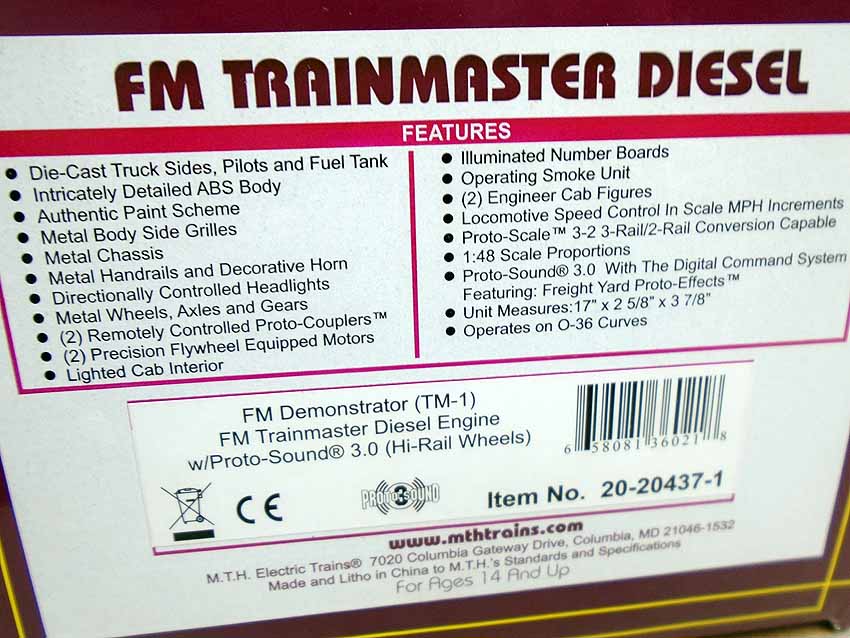 FM TRAINMASTER DIESEL
FEATURES
• Die-Cast Truck Sides, Pilots and Fuel Tank
• Intricately Detailed ABS Body
• Authentic Paint Scheme
• Metal Body Side Grilles
• Metal Chassis
• Metal Handrails and Decorative Horn
• Directionally Controlled Headlights
• Metal Wheels, Axles and Gears
• (2) Remotely Controlled Proto-Couplers™
• (2) Precision Flywheel Equipped Motors
• Lighted Cab Interior
• Illuminated Number Boards
• Operating Smoke Unit
• (2) Engineer Cab Figures
• Locomotive Speed Control In Scale MPH Increments
• Proto-Scale™ 3-2 3-Rail/2-Rail Conversion Capable
• 1:48 Scale Proportions
• Proto-Sound® 3.0 With The Digital Command System
Featuring: Freight Yard Proto-Effects™
• Unit Measures:17" x 2 5/8" x 3 7/8"
• Operates on O-36 Curves
FM Demonstrator (TM-1)
FM Trainmaster Diesel Engine
w/Proto-Sound® 3.0 (Hi-Rail Wheels)
6 58081 36021 8
CE
PROTO 3 SOUND
Item No. 20-20437-1
www.mthtrains.com
M.T.H. Electric Trains® 7020 Columbia Gateway Drive, Columbia, MD 21046-1532
Made and Litho in China to M.T.H.'s Standards and Specifications
For Ages 14 And Up